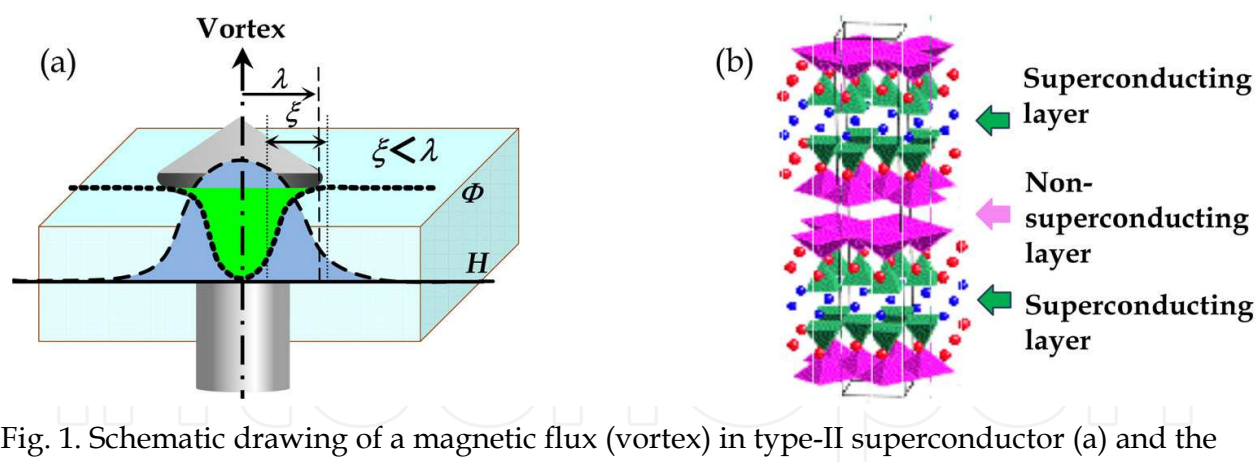 (a)
Vortex
λ
ξ
ξ<λ
Φ
H
(b)
Superconducting
layer
Non-
superconducting
layer
Superconducting
layer
Fig. 1. Schematic drawing of a magnetic flux (vortex) in type-II superconductor (a) and the